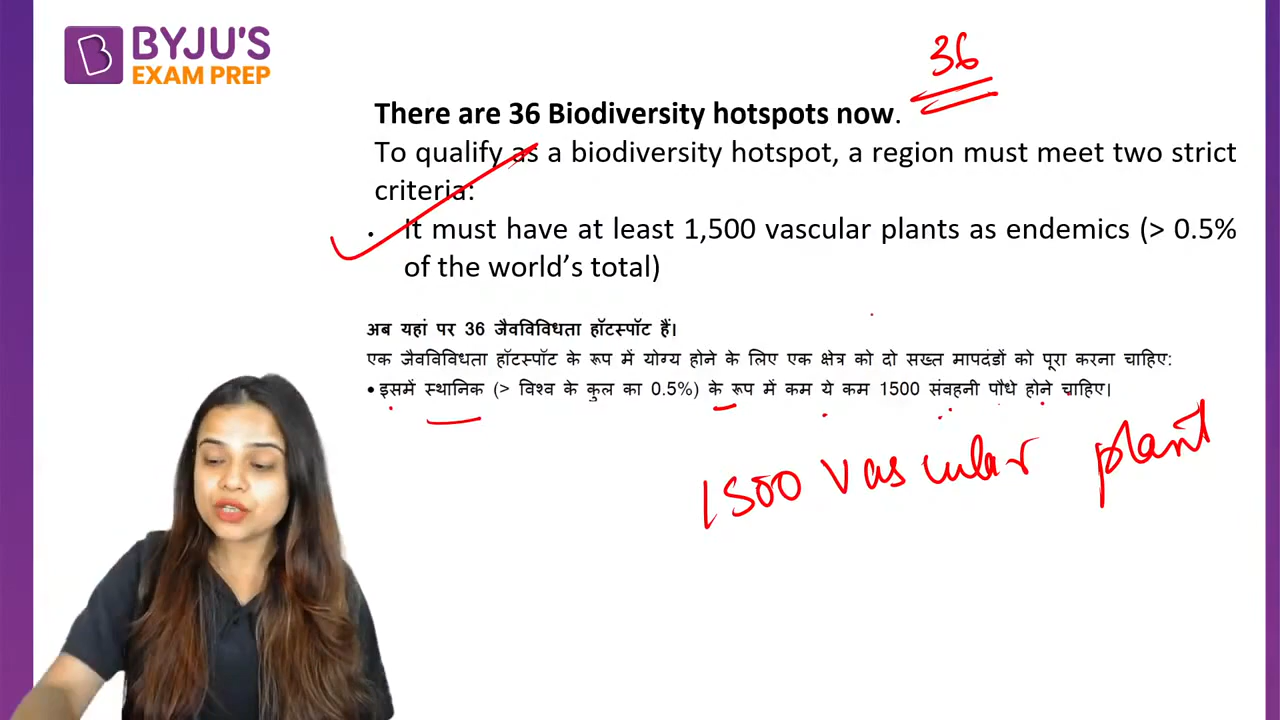 BYJU'S
EXAM PREP
36
There are 36 Biodiversity hotspots now.
To qualify as a biodiversity hotspot, a region must meet two strict
criteria:
• It must have at least 1,500 vascular plants as endemics (> 0.5%
of the world's total)
अब यहां पर 36 जैवविविधता हॉटस्पॉट हैं।
एक जैवविविधता हॉटस्पॉट के रूप में योग्य होने के लिए एक क्षेत्र को दो सख्त मापदंडों को पूरा करना चाहिए:
• इसमें स्थानिक (> विश्व के कुल का 0.5%) के रूप में कम ये कम 1500 संवहनी पौधे होने चाहिए।
1500 vascular plant